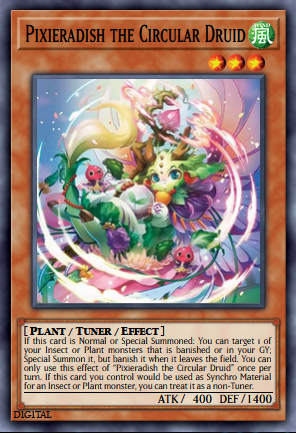 Pixieradish the Circular Druid
風
[ PLANT / TUNER / EFFECT ]
If this card is Normal or Special Summoned: You can target 1 of
your Insect or Plant monsters that is banished or in your GY;
Special Summon it, but banish it when it leaves the field. You can
only use this effect of "Pixieradish the Circular Druid" once per
turn. If this card you control would be used as Synchro Material
for an Insect or Plant monster, you can treat it as a non-Tuner.
ATK / 400 DEF / 1400
DIGITAL